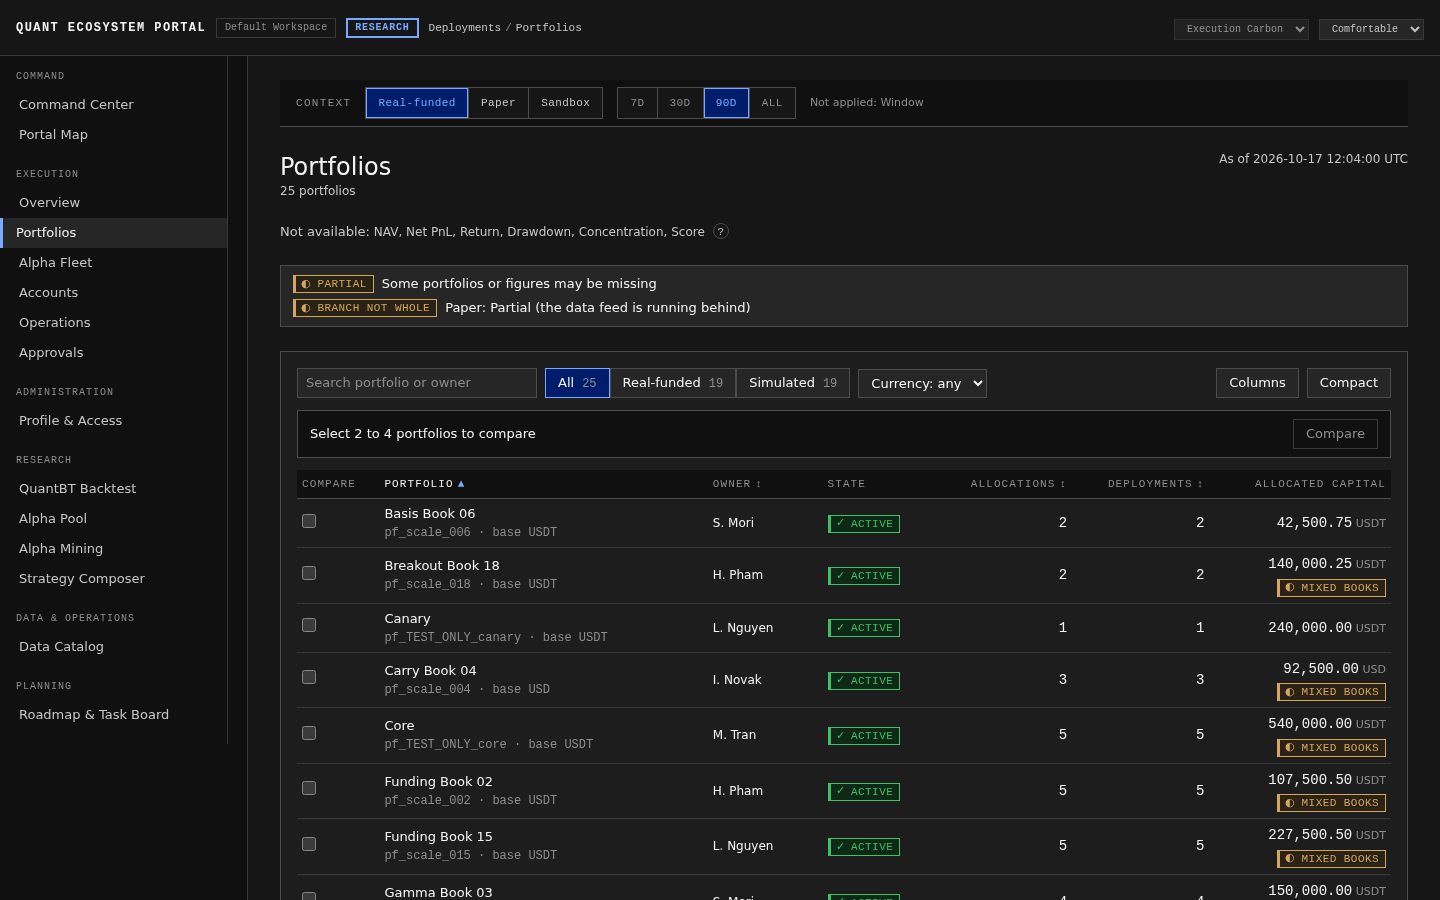 QUANT ECOSYSTEM PORTAL
Default Workspace
RESEARCH
Deployments / Portfolios
Execution Carbon
Comfortable
COMMAND
Command Center
Portal Map
EXECUTION
Overview
Portfolios
Alpha Fleet
Accounts
Operations
Approvals
ADMINISTRATION
Profile & Access
RESEARCH
QuantBT Backtest
Alpha Pool
Alpha Mining
Strategy Composer
DATA & OPERATIONS
Data Catalog
PLANNING
Roadmap & Task Board
CONTEXT Real-funded Paper Sandbox 7D 30D 90D ALL Not applied: Window
Portfolios
As of 2026-10-17 12:04:00 UTC
25 portfolios
Not available: NAV, Net PnL, Return, Drawdown, Concentration, Score ?
PARTIAL Some portfolios or figures may be missing
BRANCH NOT WHOLE Paper: Partial (the data feed is running behind)
Search portfolio or owner All 25 Real-funded 19 Simulated 19 Currency: any Columns Compact
Select 2 to 4 portfolios to compare Compare
COMPARE PORTFOLIO ▲ OWNER ↕ STATE ALLOCATIONS ↕ DEPLOYMENTS ↕ ALLOCATED CAPITAL
Basis Book 06
pf_scale_006 · base USDT
S. Mori ✓ ACTIVE 2 2 42,500.75 USDT
Breakout Book 18
pf_scale_018 · base USDT
H. Pham ✓ ACTIVE 2 2 140,000.25 USDT
MIXED BOOKS
Canary
pf_TEST_ONLY_canary · base USDT
L. Nguyen ✓ ACTIVE 1 1 240,000.00 USDT
Carry Book 04
pf_scale_004 · base USD
I. Novak ✓ ACTIVE 3 3 92,500.00 USD
MIXED BOOKS
Core
pf_TEST_ONLY_core · base USDT
M. Tran ✓ ACTIVE 5 5 540,000.00 USDT
MIXED BOOKS
Funding Book 02
pf_scale_002 · base USDT
H. Pham ✓ ACTIVE 5 5 107,500.50 USDT
MIXED BOOKS
Funding Book 15
pf_scale_015 · base USDT
L. Nguyen ✓ ACTIVE 5 5 227,500.50 USDT
MIXED BOOKS
Gamma Book 03
150,000.00 USDT